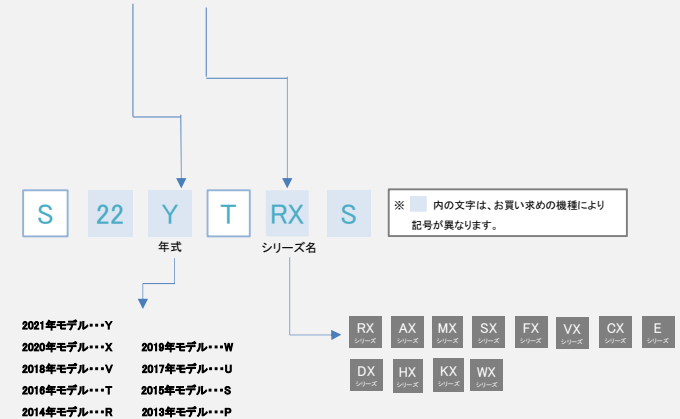 S 22 Y T RX S
※ 内の文字は、お買い求めの機種により
記号が異なります。
年式 シリーズ名
2021年モデル･･･Y
2020年モデル･･･X 2019年モデル･･･W
2018年モデル･･･V 2017年モデル･･･U
2016年モデル･･･T 2015年モデル･･･S
2014年モデル･･･R 2013年モデル･･･P
RX AX MX SX FX VX CX E
シリーズ シリーズ シリーズ シリーズ シリーズ シリーズ シリーズ シリーズ
DX HX KX WX
シリーズ シリーズ シリーズ シリーズ